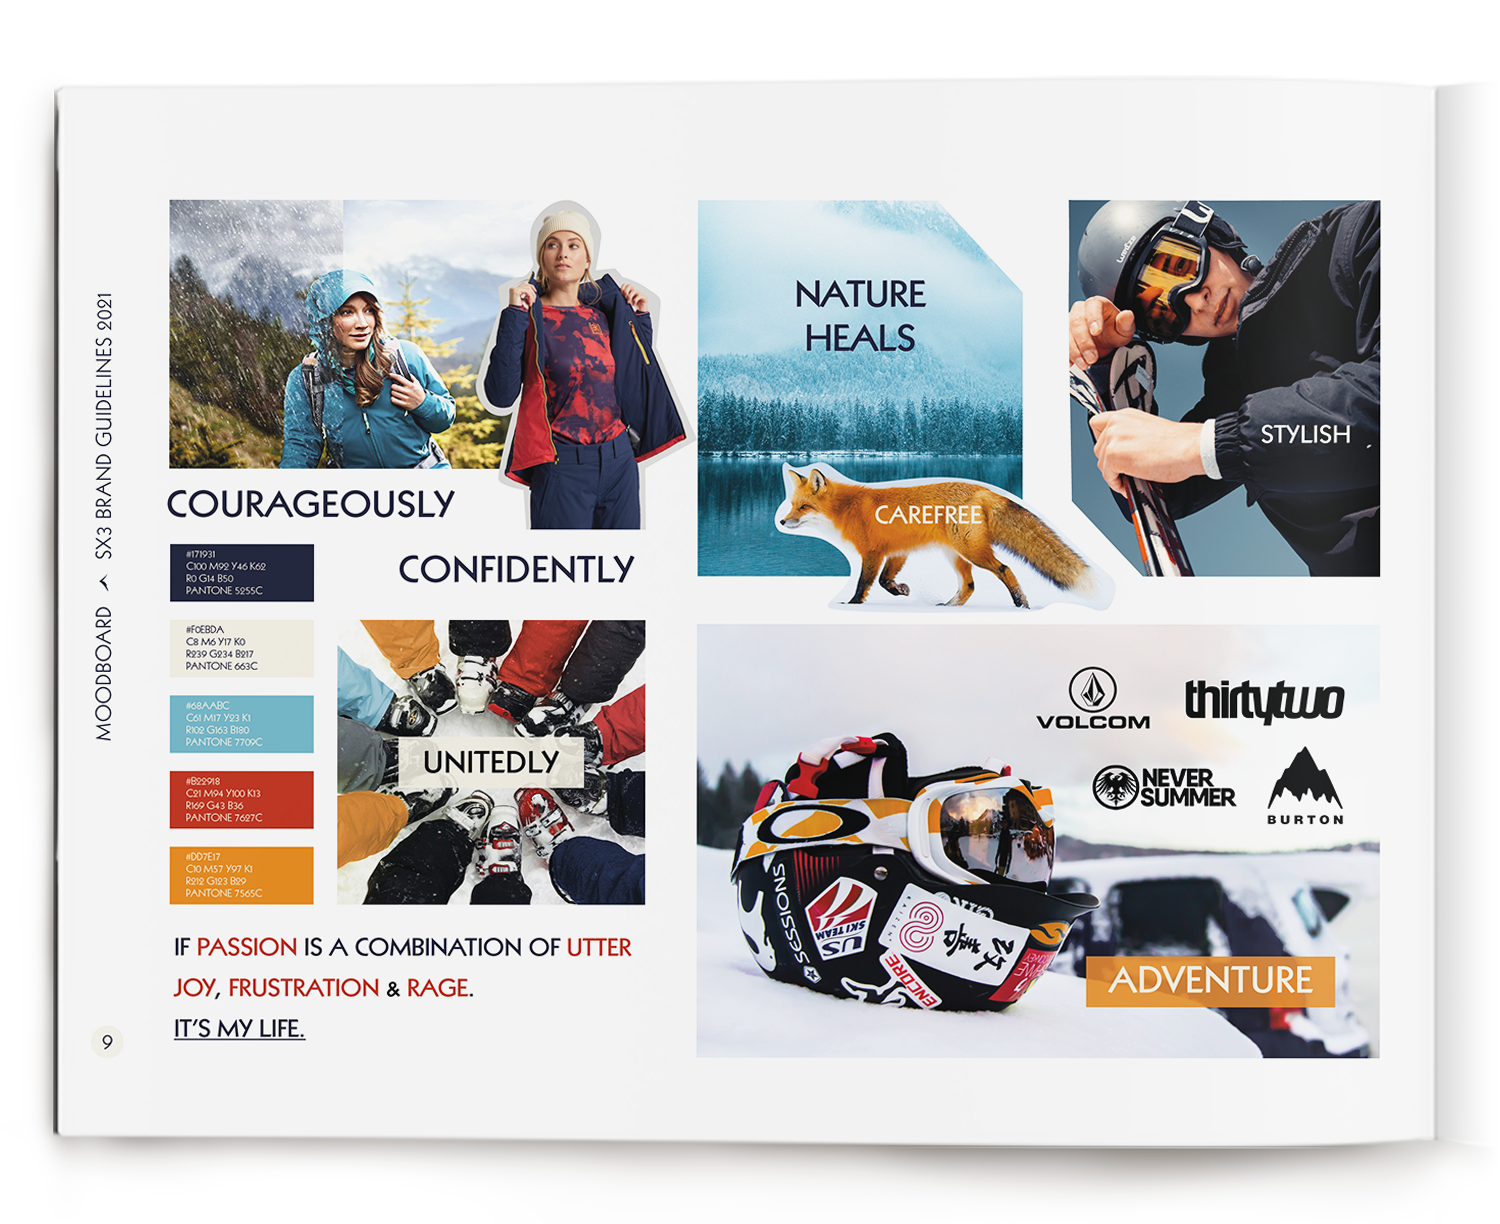 MOODBOARD SX3 BRAND GUIDELINES 2021
9
COURAGEOUSLY
CONFIDENTLY
#171931
C100 M92 Y46 K62
R0 G14 B50
PANTONE 5255C
#F0EBDA
C8 M6 Y17 K0
R239 G234 B217
PANTONE 663C
#68AABC
C61 M17 Y23 K1
R102 G163 B180
PANTONE 7709C
#B22918
C21 M94 Y100 K13
R169 G43 B36
PANTONE 7627C
#DD7E17
C10 M57 Y97 K1
R212 G123 B29
PANTONE 7565C
UNITEDLY
IF PASSION IS A COMBINATION OF UTTER
JOY, FRUSTRATION & RAGE.
IT'S MY LIFE.
NATURE
HEALS
CAREFREE
STYLISH
VOLCOM
thirtytwo
NEVER
SUMMER
BURTON
SESSIONS
US
SKI TEAM
ENCORE
ADVENTURE